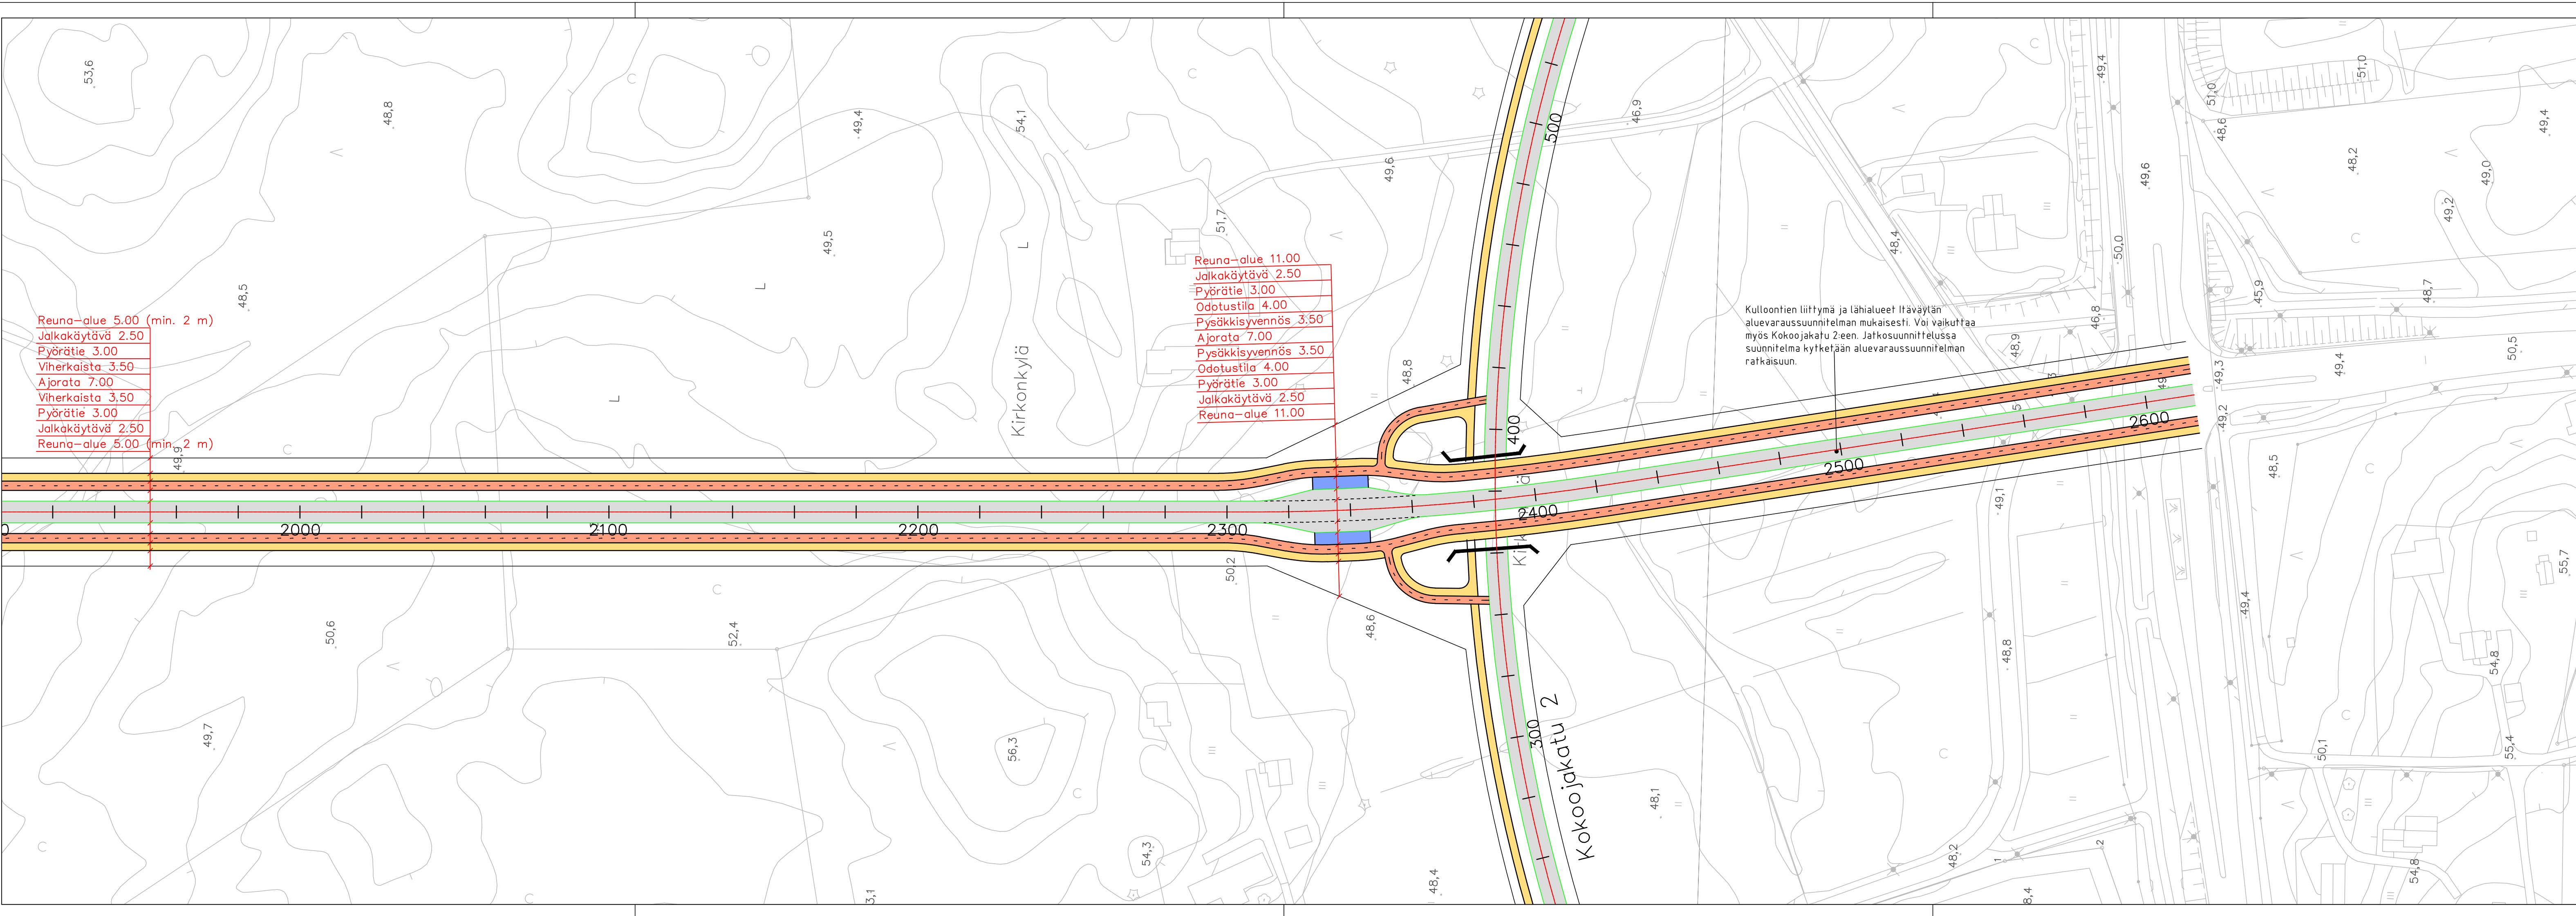 Reuna-alue 5.00 (min. 2 m)
Jalkakäytävä 2.50
Pyörätie 3.00
Viherkaista 3.50
Ajorata 7.00
Viherkaista 3.50
Pyörätie 3.00
Jalkakäytävä 2.50
Reuna-alue 5.00 (min. 2 m)
Reuna-alue 11.00
Jalkakäytävä 2.50
Pyörätie 3.00
Odotustila 4.00
Pysäkkisyvennös 3.50
Ajorata 7.00
Pysäkkisyvennös 3.50
Odotustila 4.00
Pyörätie 3.00
Jalkakäytävä 2.50
Reuna-alue 11.00
Kulloontien liittymä ja lähialueet Itäväylän
aluevaraussuunnitelman mukaisesti. Voi vaikuttaa
myös Kokoojakatu 2:een. Jatkosuunnittelussa
suunnitelma kytketään aluevaraussuunnitelman
ratkaisuun.
Kirkonkylä
Kokoojakatu 2
2000
2100
2200
2300
2400
2500
2600
300
400
500
53,6
48,8
48,5
49,9
49,4
49,5
54,1
51,7
49,6
46,9
48,8
48,4
48,9
46,8
49,4
50,0
49,6
51,0
51,0
48,6
48,2
49,4
49,0
49,2
45,9
48,7
50,5
49,4
49,3
49,2
48,5
49,1
50,6
52,4
50,2
48,6
49,7
56,3
54,3
48,4
48,1
48,8
48,2
49,4
55,7
54,8
55,4
50,1
54,8
1
2